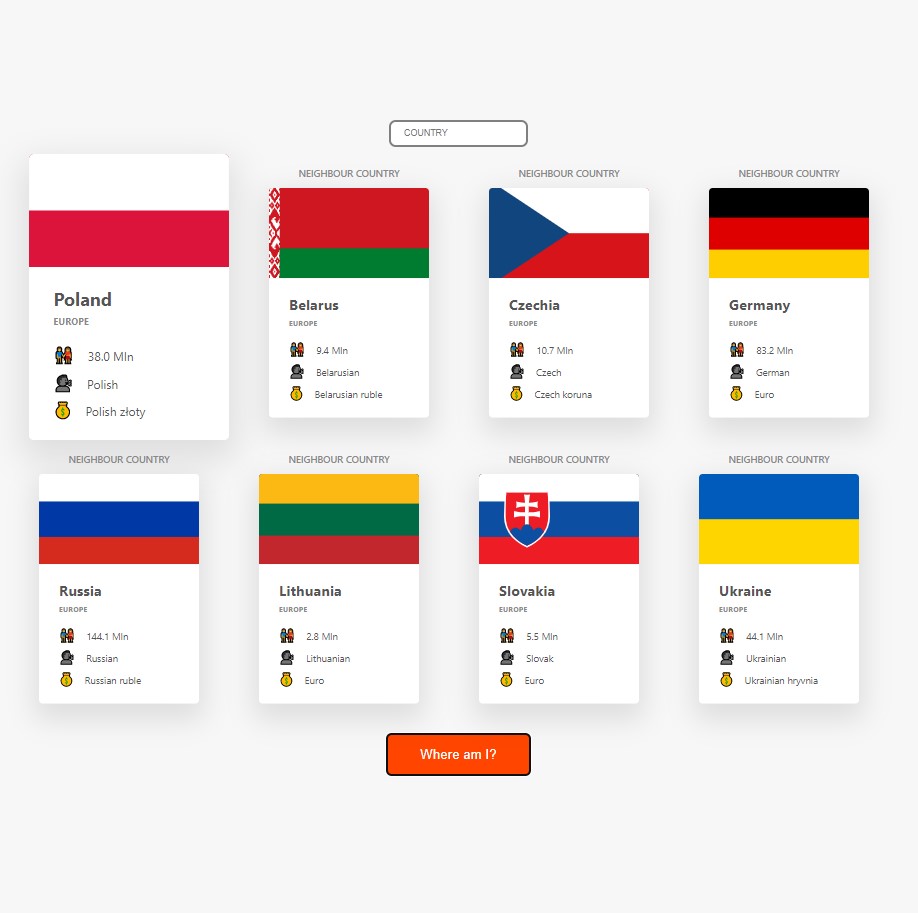 COUNTRY
Poland
EUROPE
38.0 Mln
Polish
Polish złoty
NEIGHBOUR COUNTRY
Belarus
EUROPE
9.4 Mln
Belarusian
Belarusian ruble
NEIGHBOUR COUNTRY
Czechia
EUROPE
10.7 Mln
Czech
Czech koruna
NEIGHBOUR COUNTRY
Germany
EUROPE
83.2 Mln
German
Euro
NEIGHBOUR COUNTRY
Russia
EUROPE
144.1 Mln
Russian
Russian ruble
NEIGHBOUR COUNTRY
Lithuania
EUROPE
2.8 Mln
Lithuanian
Euro
NEIGHBOUR COUNTRY
Slovakia
EUROPE
5.5 Mln
Slovak
Euro
NEIGHBOUR COUNTRY
Ukraine
EUROPE
44.1 Mln
Ukrainian
Ukrainian hryvnia
Where am I?